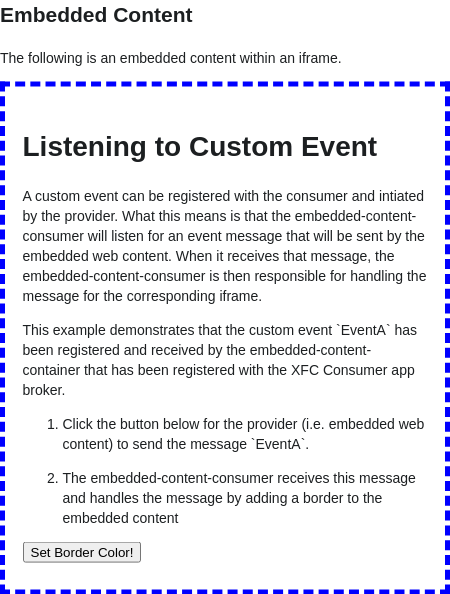 Embedded Content
The following is an embedded content within an iframe.
Listening to Custom Event
A custom event can be registered with the consumer and intiated
by the provider. What this means is that the embedded-content-
consumer will listen for an event message that will be sent by the
embedded web content. When it receives that message, the
embedded-content-consumer is then responsible for handling the
message for the corresponding iframe.
This example demonstrates that the custom event `EventA` has
been registered and received by the embedded-content-
container that has been registered with the XFC Consumer app
broker.
1. Click the button below for the provider (i.e. embedded web
content) to send the message `EventA`.
2. The embedded-content-consumer receives this message
and handles the message by adding a border to the
embedded content
Set Border Color!